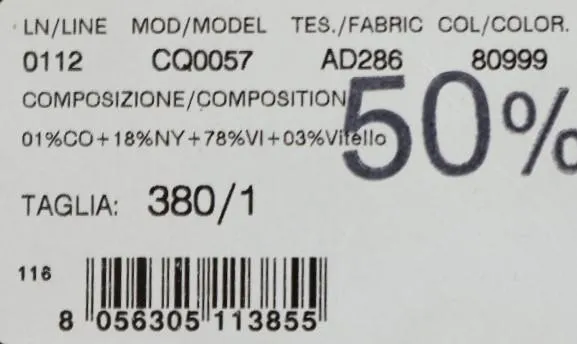 LN/LINE MOD/MODEL TES./FABRIC COL/COLOR.
0112 CQ0057 AD286 80999
COMPOSIZIONE/COMPOSITION
50%
01%CO+18%NY+78%VI+03%Vitello
TAGLIA: 380/1
116
8 056305 113855